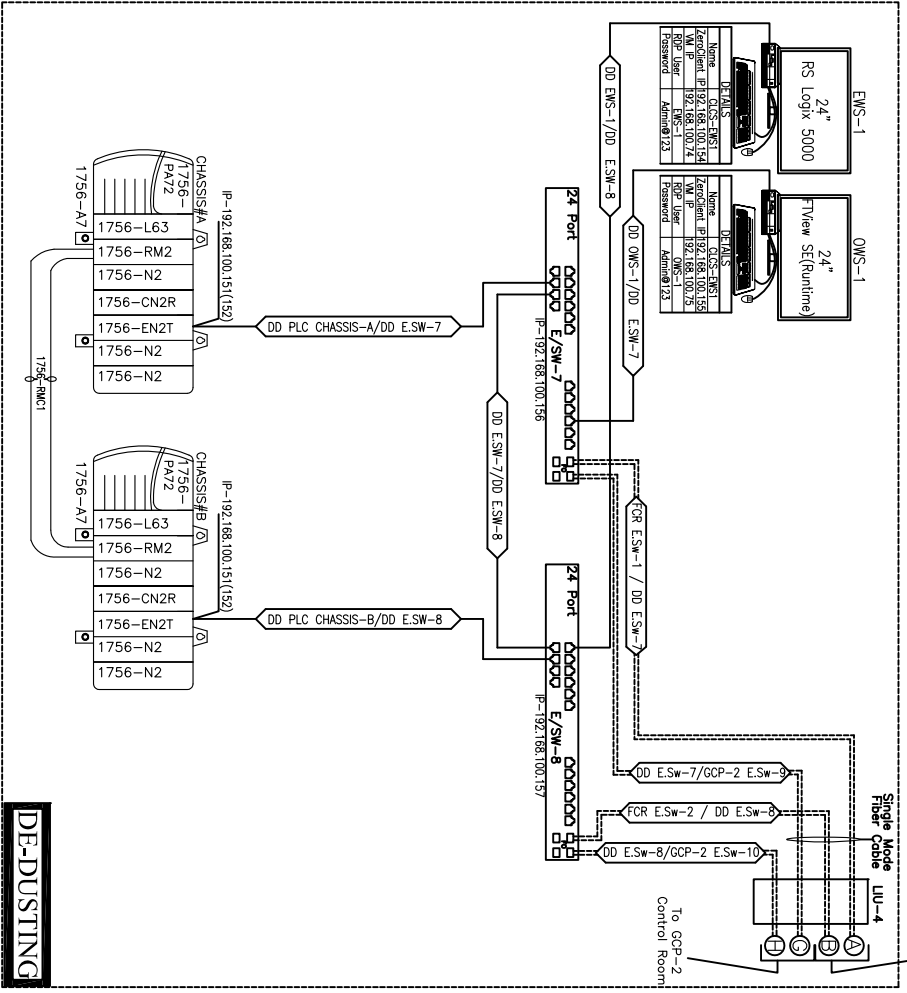 EWS-1
24"
RS Logix 5000
DETAILS
Name CLCS-EWS1
ZeroClient IP 192.168.100.154
VM IP 192.168.100.74
RDP User EWS-1
Password Admin@123
OWS-1
24"
FTView SE(Runtime)
DETAILS
Name CLCS-EWS1
ZeroClient IP 192.168.100.155
VM IP 192.168.100.75
RDP User OWS-1
Password Admin@123
DD EWS-1/DD E.SW-8
DD OWS-1/DD E.SW-7
24 Port
E/SW-7
IP-192.168.100.156
24 Port
E/SW-8
IP-192.168.100.157
DD E.SW-7/DD E.SW-8
DD PLC CHASSIS-A/DD E.SW-7
DD PLC CHASSIS-B/DD E.SW-8
FCR E.Sw-1 / DD E.Sw-7
DD E.Sw-7/GCP-2 E.Sw-9
FCR E.Sw-2 / DD E.Sw-8
DD E.Sw-8/GCP-2 E.Sw-10
Single Mode
Fiber Cable
LIU-4
A
B
G
H
To GCP-2
Control Room
CHASSIS#A
IP-192.168.100.151(152)
1756-
PA72
1756-A7
1756-L63
1756-RM2
1756-N2
1756-CN2R
1756-EN2T
1756-N2
1756-N2
1756-RMC1
CHASSIS#B
IP-192.168.100.151(152)
1756-
PA72
1756-A7
1756-L63
1756-RM2
1756-N2
1756-CN2R
1756-EN2T
1756-N2
1756-N2
DE-DUSTING